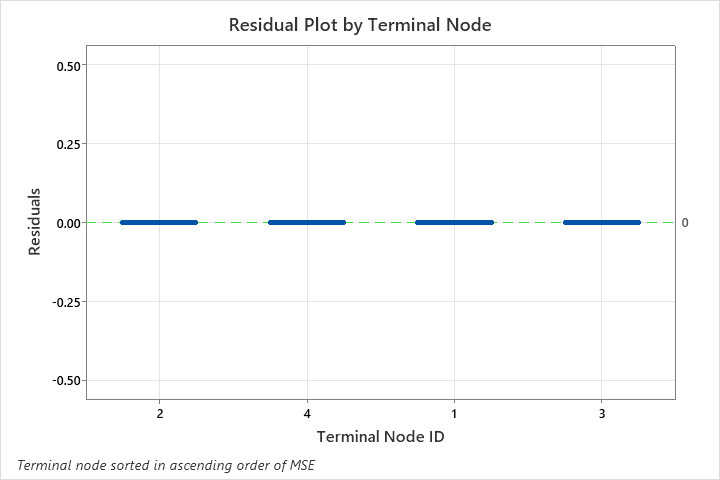 Residual Plot by Terminal Node
0.50
0.25
0.00
-0.25
-0.50
Residuals
0
2 4 1 3
Terminal Node ID
Terminal node sorted in ascending order of MSE